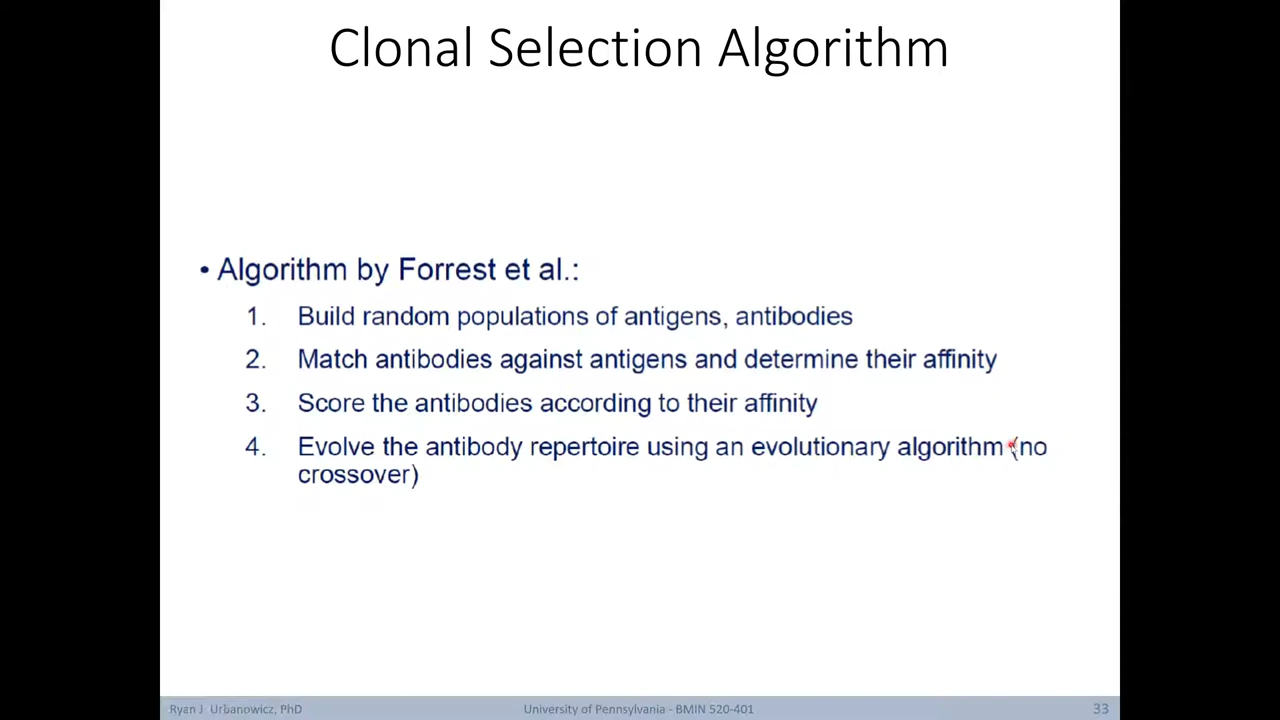 Clonal Selection Algorithm
• Algorithm by Forrest et al.:
1. Build random populations of antigens, antibodies
2. Match antibodies against antigens and determine their affinity
3. Score the antibodies according to their affinity
4. Evolve the antibody repertoire using an evolutionary algorithm (no
crossover)
Ryan J. Urbanowicz, PhD
University of Pennsylvania - BMIN 520-401
33